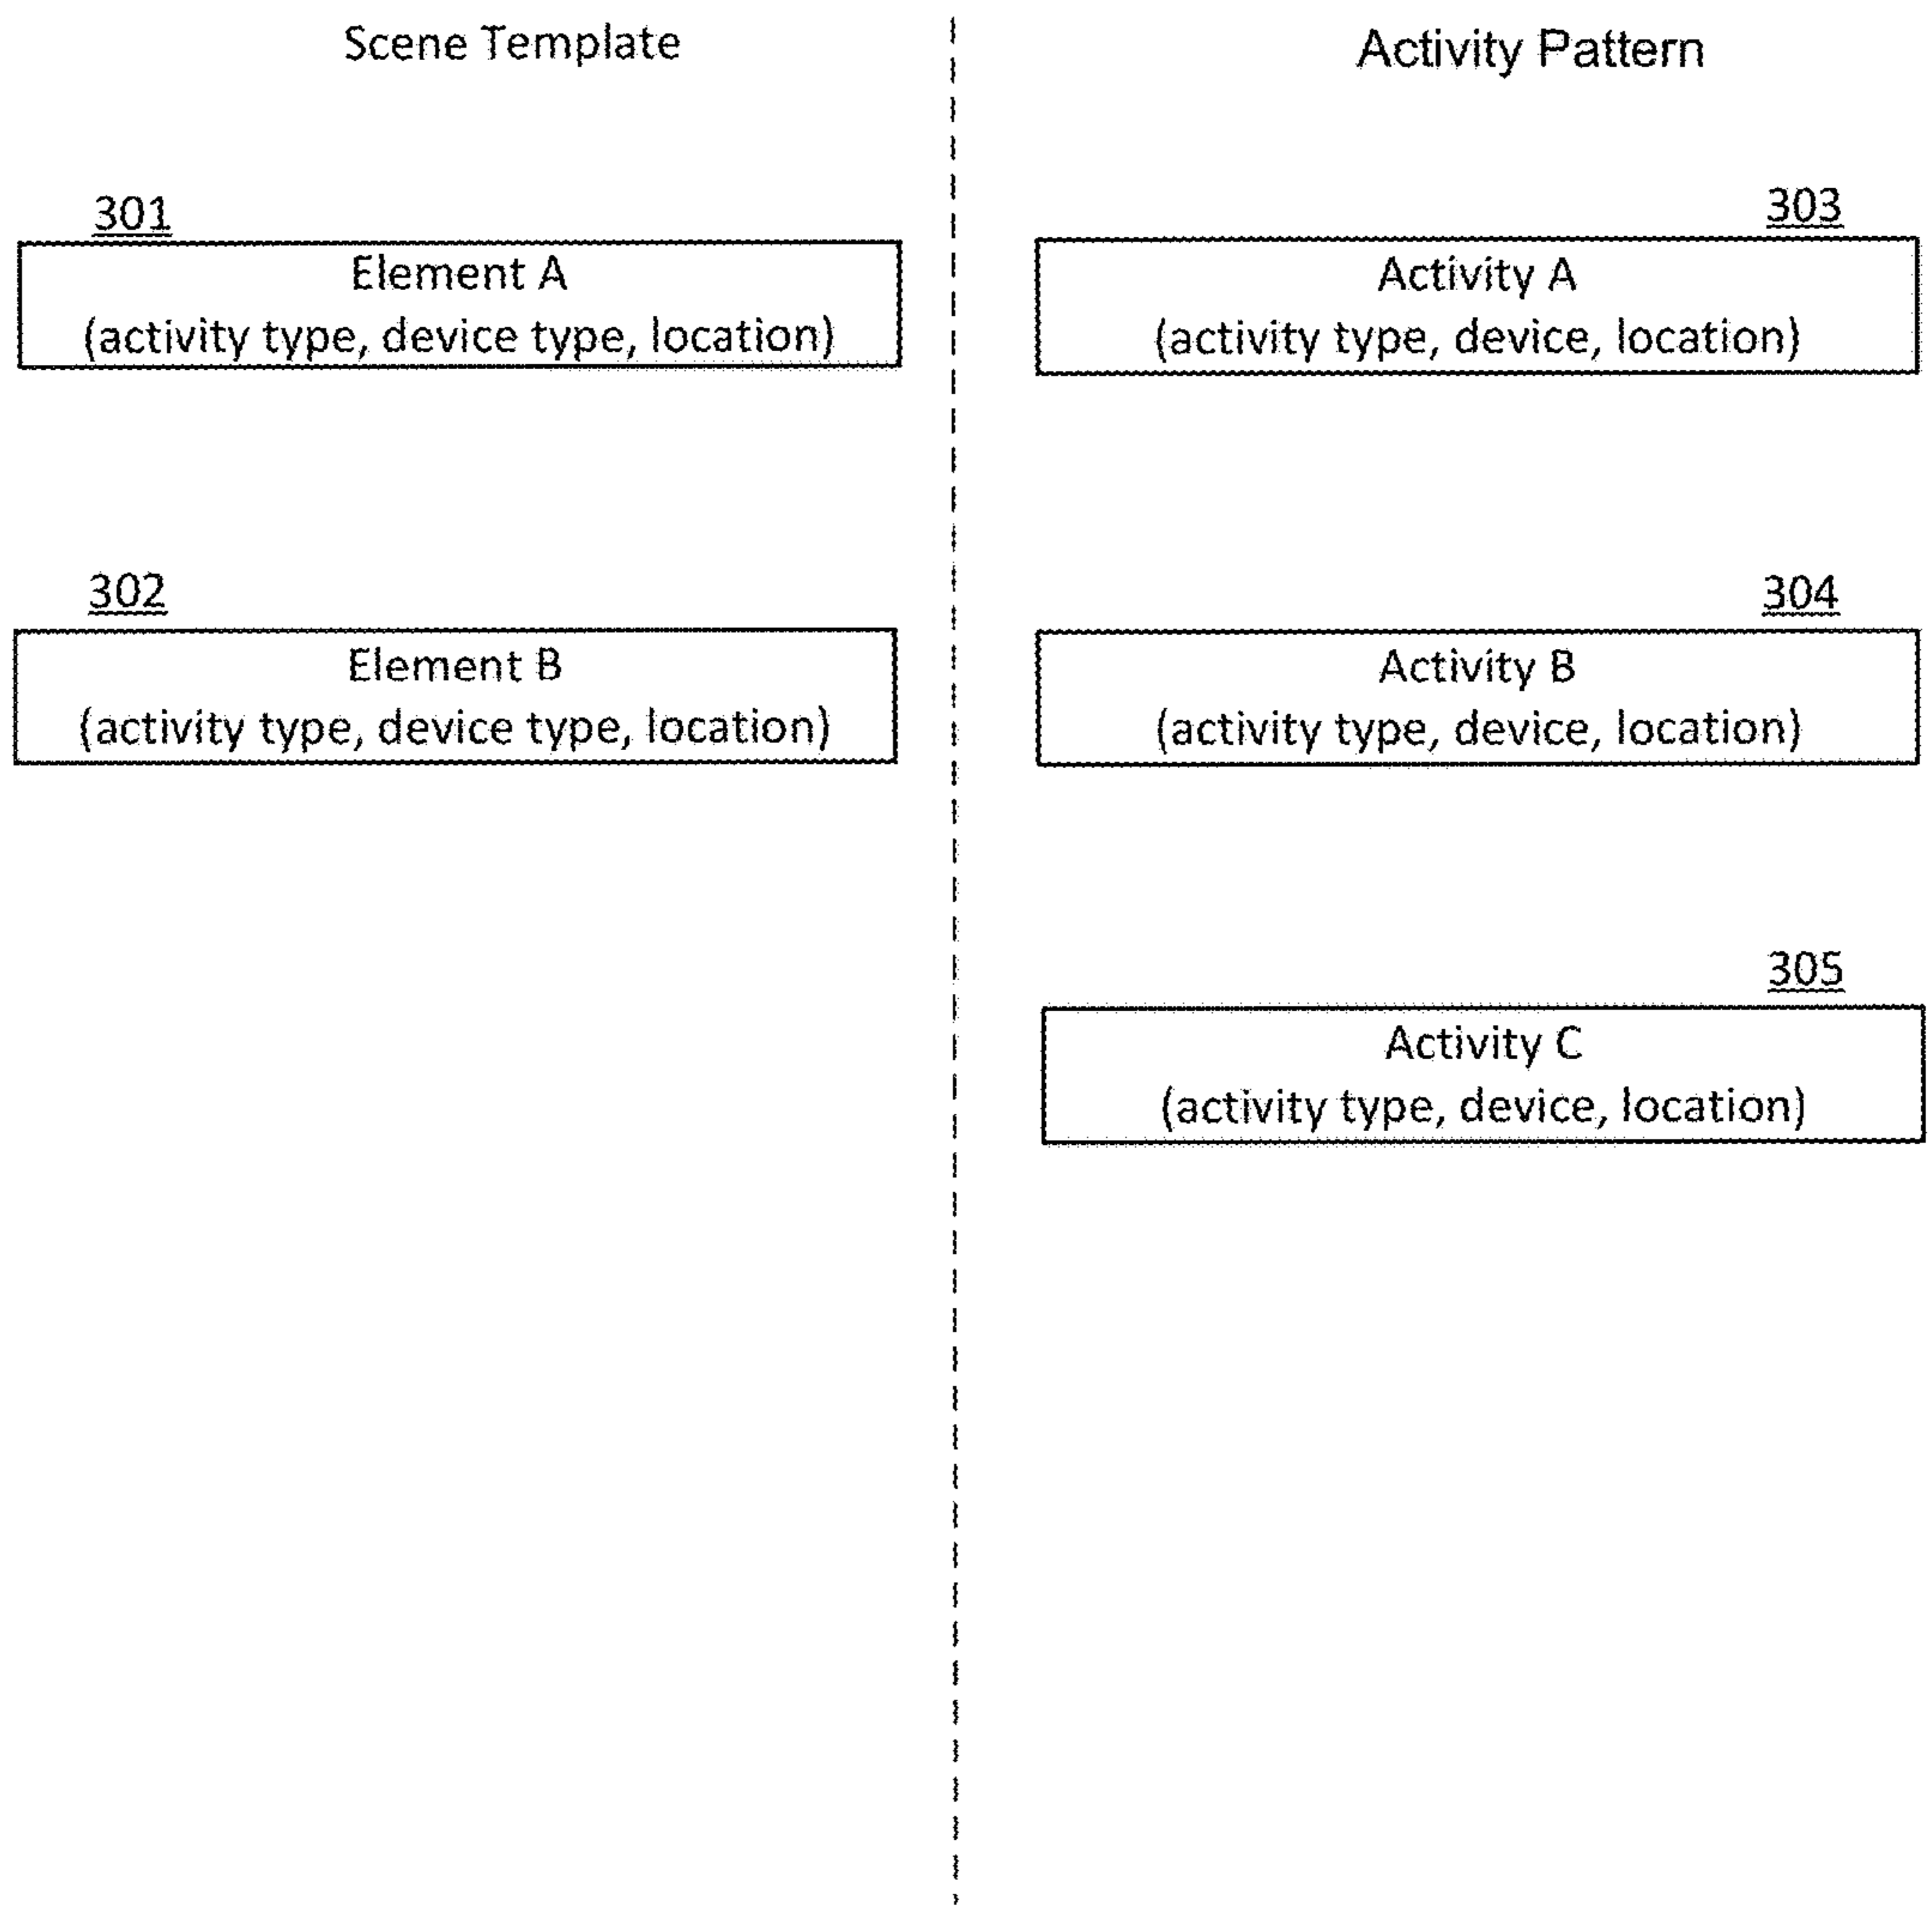 Scene Template
Activity Pattern
301
Element A
(activity type, device type, location)
303
Activity A
(activity type, device, location)
302
Element B
(activity type, device type, location)
304
Activity B
(activity type, device, location)
305
Activity C
(activity type, device, location)